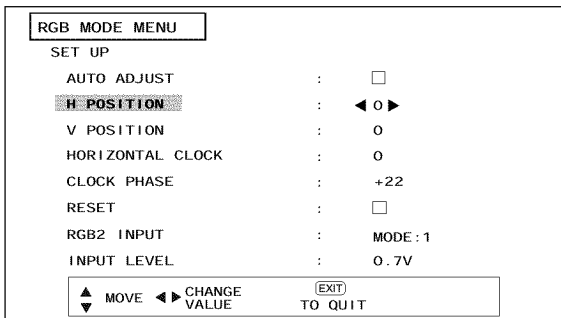 RGB MODE MENU
SET UP
AUTO ADJUST : □
H POSITION : ◀ 0 ▶
V POSITION : 0
HORIZONTAL CLOCK : 0
CLOCK PHASE : +22
RESET : □
RGB2 INPUT : MODE:1
INPUT LEVEL : 0.7V
▲▼ MOVE ◀ ▶ CHANGE VALUE EXIT TO QUIT